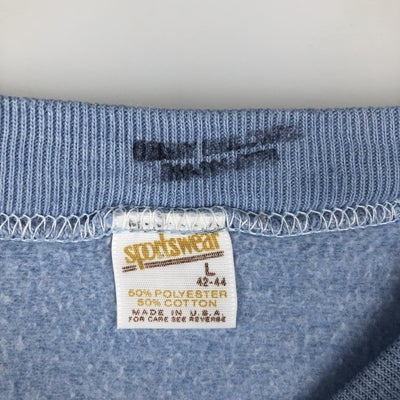 sportswear
L
42-44
50% POLYESTER
50% COTTON
MADE IN U.S.A.
FOR CARE SEE REVERSE